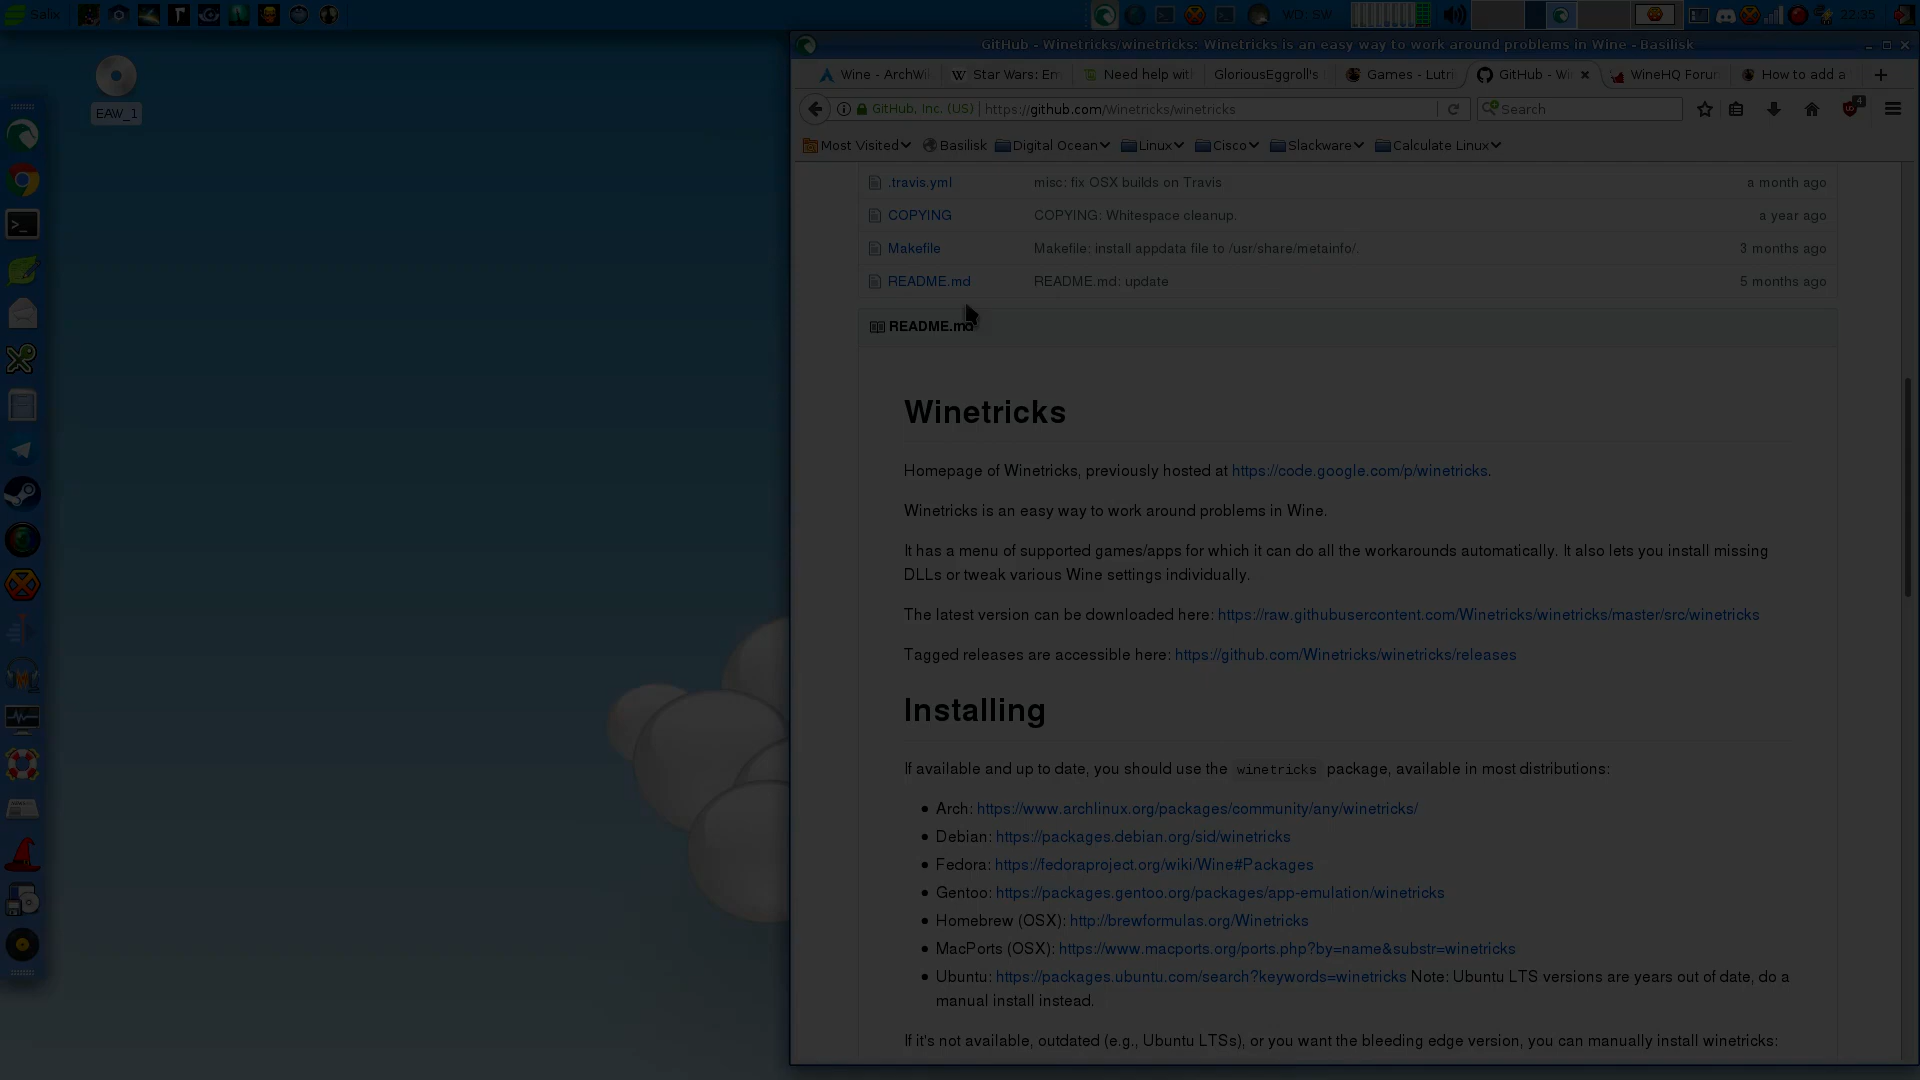 Salix
WD: SW
22:35
GitHub - Winetricks/winetricks: Winetricks is an easy way to work around problems in Wine - Basilisk
Wine - ArchWi
Star Wars: Em
Need help with
GloriousEggroll's
Games - Lutri
GitHub - Wi
WineHQ Forum
How to add a
GitHub, Inc. (US)
https://github.com/Winetricks/winetricks
Search
4
Most Visited
Basilisk
Digital Ocean
Linux
Cisco
Slackware
Calculate Linux
EAW_1
.travis.yml misc: fix OSX builds on Travis a month ago
COPYING COPYING: Whitespace cleanup. a year ago
Makefile Makefile: install appdata file to /usr/share/metainfo/. 3 months ago
README.md README.md: update 5 months ago
README.md
Winetricks
Homepage of Winetricks, previously hosted at https://code.google.com/p/winetricks.
Winetricks is an easy way to work around problems in Wine.
It has a menu of supported games/apps for which it can do all the workarounds automatically. It also lets you install missing
DLLs or tweak various Wine settings individually.
The latest version can be downloaded here: https://raw.githubusercontent.com/Winetricks/winetricks/master/src/winetricks
Tagged releases are accessible here: https://github.com/Winetricks/winetricks/releases
Installing
If available and up to date, you should use the winetricks package, available in most distributions:
• Arch: https://www.archlinux.org/packages/community/any/winetricks/
• Debian: https://packages.debian.org/sid/winetricks
• Fedora: https://fedoraproject.org/wiki/Wine#Packages
• Gentoo: https://packages.gentoo.org/packages/app-emulation/winetricks
• Homebrew (OSX): http://brewformulas.org/Winetricks
• MacPorts (OSX): https://www.macports.org/ports.php?by=name&substr=winetricks
• Ubuntu: https://packages.ubuntu.com/search?keywords=winetricks Note: Ubuntu LTS versions are years out of date, do a
manual install instead.
If it's not available, outdated (e.g., Ubuntu LTSs), or you want the bleeding edge version, you can manually install winetricks: